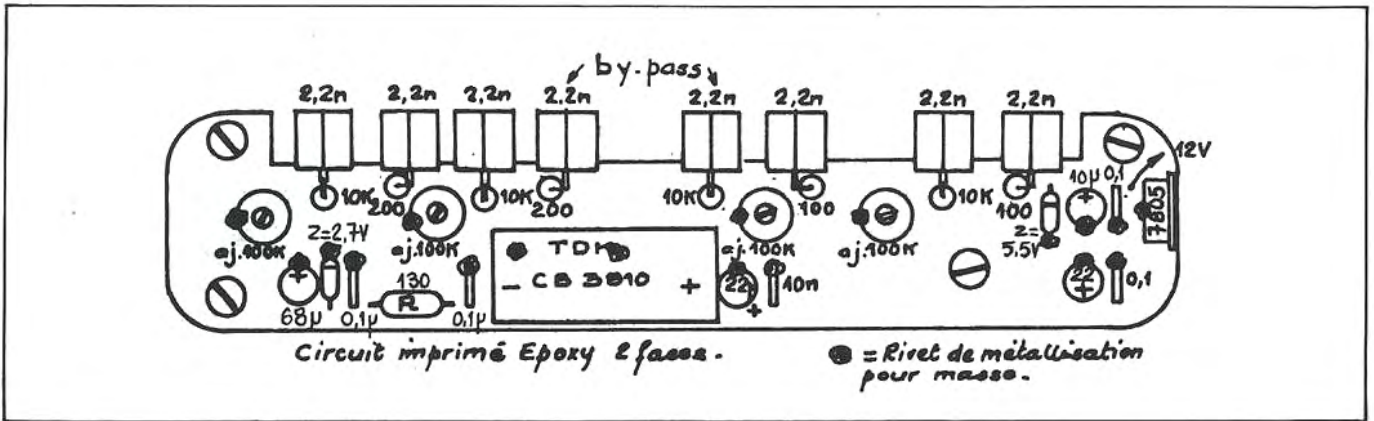 by.pass
2,2n 2,2n 2,2n 2.2n 2,2n 2,2n 2,2n 2,2n
12V
10K 200 10K 200 10K 100 10K 100 10µ 0,1
7805
aj.100K Z=2,7V aj.100K aj.100K aj.100K z= 5.5V
TDK
- CB 3810 +
130
R
22 10n 22 0,1
+ + + +
68µ 0,1µ 0,1µ
Circuit imprimé Epoxy 2 fasse.
= Rivet de métallisation
pour masse.